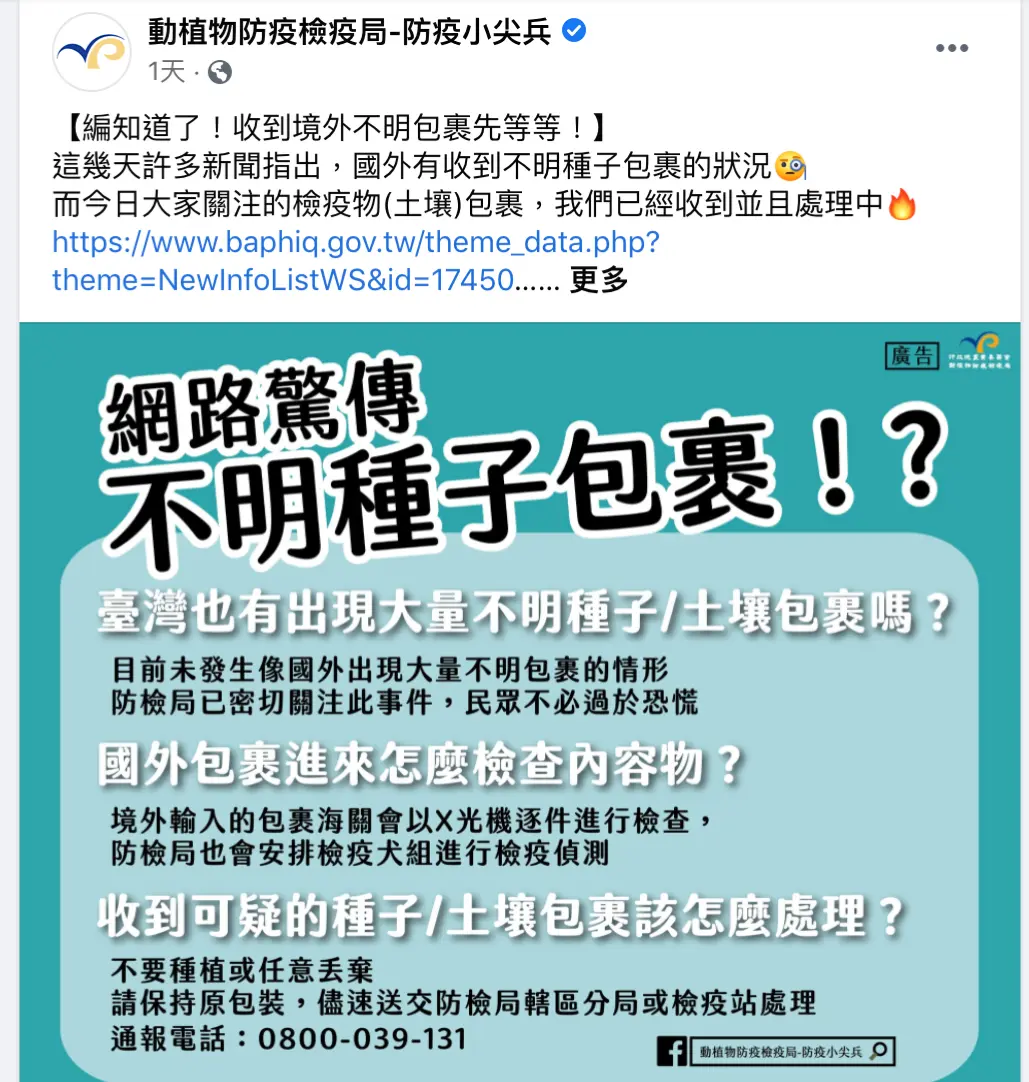 動植物防疫檢疫局-防疫小尖兵
1天 ·
【編知道了！收到境外不明包裹先等等！】
這幾天許多新聞指出，國外有收到不明種子包裹的狀況🧐
而今日大家關注的檢疫物(土壤)包裹，我們已經收到並且處理中🔥
https://www.baphiq.gov.tw/theme_data.php?
theme=NewInfoListWS&id=17450...... 更多
廣告
網路驚傳
不明種子包裹！？
臺灣也有出現大量不明種子/土壤包裹嗎？
目前未發生像國外出現大量不明包裹的情形
防檢局已密切關注此事件，民眾不必過於恐慌
國外包裹進來怎麼檢查內容物？
境外輸入的包裹海關會以X光機逐件進行檢查，
防檢局也會安排檢疫犬組進行檢疫偵測
收到可疑的種子/土壤包裹該怎麼處理？
不要種植或任意丟棄
請保持原包裝，儘速送交防檢局轄區分局或檢疫站處理
通報電話：0800-039-131
動植物防疫檢疫局-防疫小尖兵